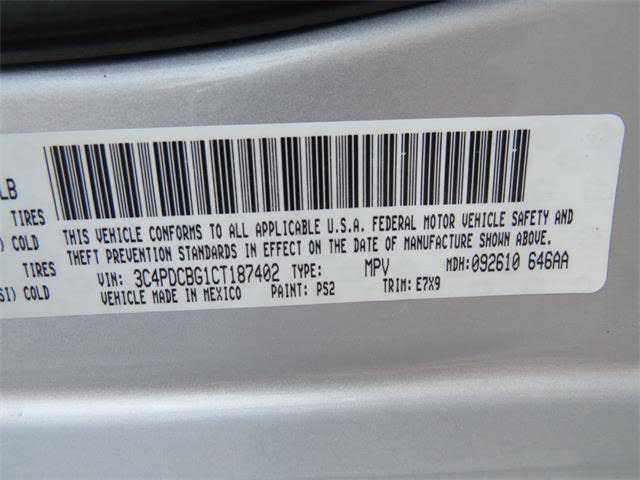 LB
TIRES
SI) COLD
TIRES
SI) COLD
THIS VEHICLE CONFORMS TO ALL APPLICABLE U.S.A. FEDERAL MOTOR VEHICLE SAFETY AND
THEFT PREVENTION STANDARDS IN EFFECT ON THE DATE OF MANUFACTURE SHOWN ABOVE.
VIN: 3C4PDCBG1CT187402 TYPE: MPV MDH:092610 646AA
VEHICLE MADE IN MEXICO PAINT: PS2 TRIM: E7X9